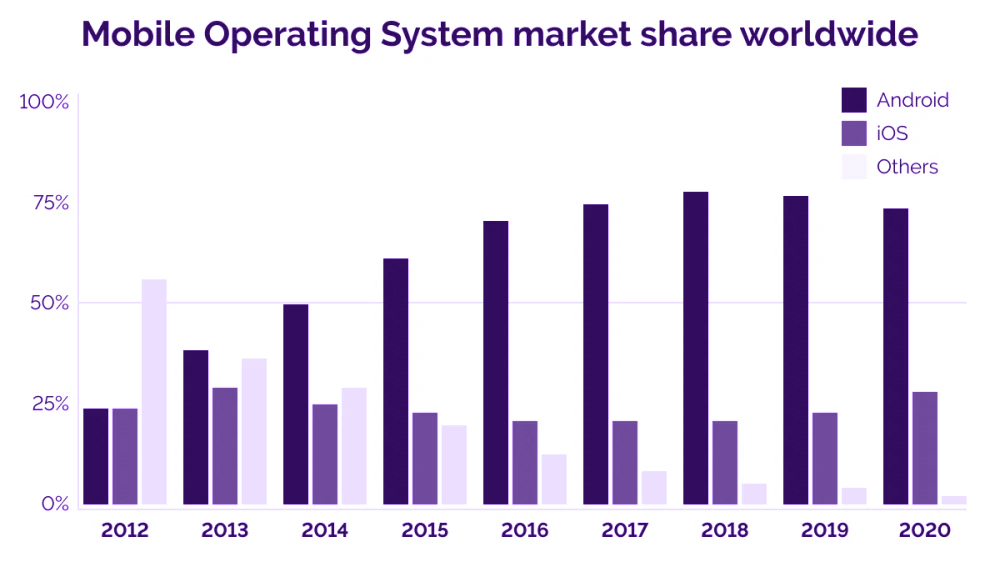 Mobile Operating System market share worldwide
100%
Android
iOS
Others
75%
50%
25%
0%
2012 2013 2014 2015 2016 2017 2018 2019 2020